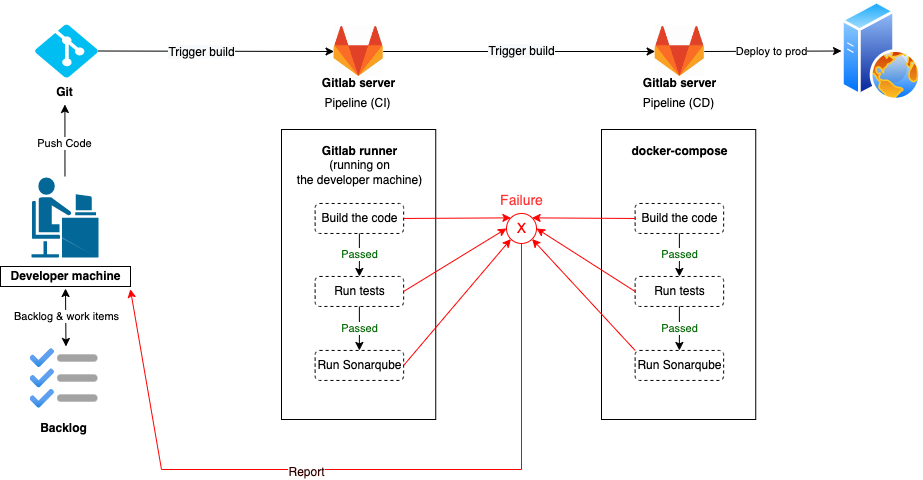 Trigger build
Trigger build
Deploy to prod
Git
Gitlab server
Pipeline (CI)
Gitlab server
Pipeline (CD)
Push Code
Developer machine
Backlog & work items
Backlog
Gitlab runner
(running on
the developer machine)
Build the code
Passed
Run tests
Passed
Run Sonarqube
Failure
X
docker-compose
Build the code
Passed
Run tests
Passed
Run Sonarqube
Report